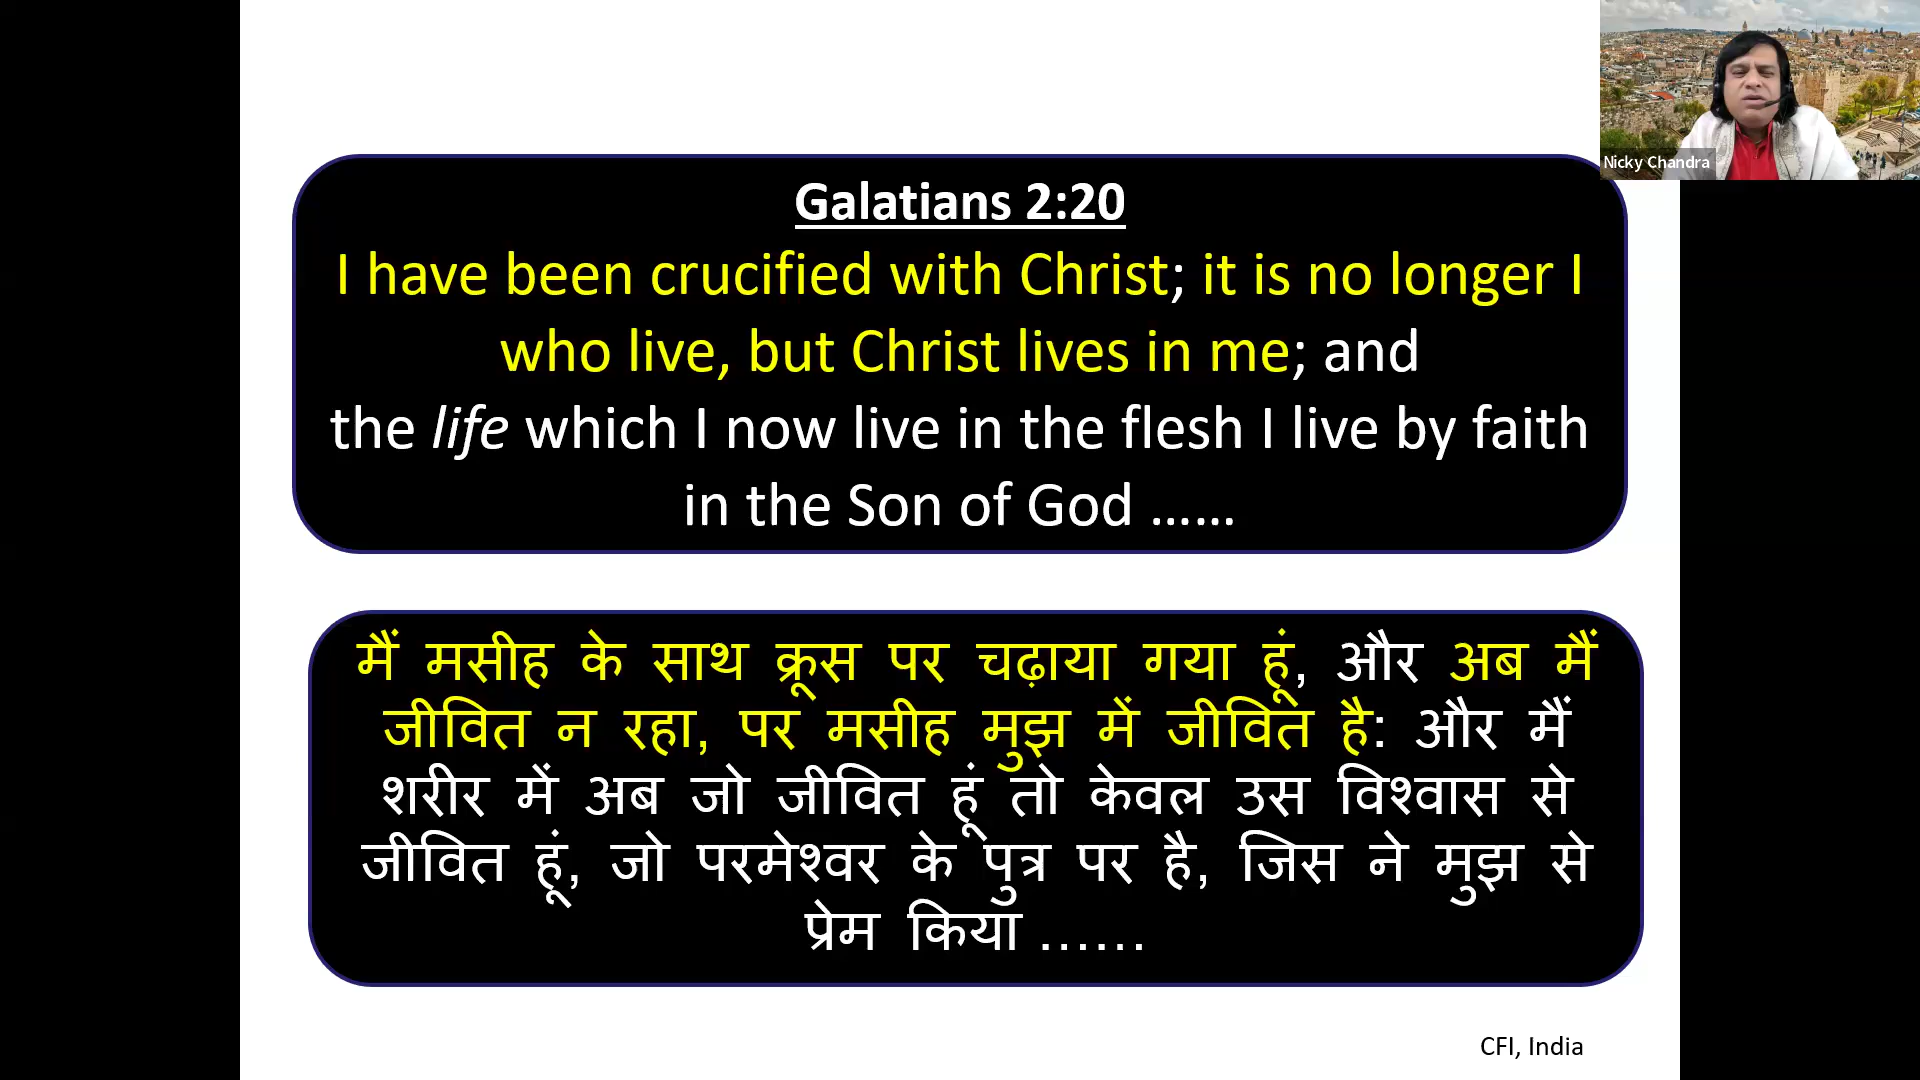 Nicky Chandra
Galatians 2:20
I have been crucified with Christ; it is no longer I
who live, but Christ lives in me; and
the life which I now live in the flesh I live by faith
in the Son of God ……
मैं मसीह के साथ क्रूस पर चढ़ाया गया हूं, और अब मैं
जीवित न रहा, पर मसीह मुझ में जीवित है: और मैं
शरीर में अब जो जीवित हूं तो केवल उस विश्वास से
जीवित हूं, जो परमेश्वर के पुत्र पर है, जिस ने मुझ से
प्रेम किया ……
CFI, India